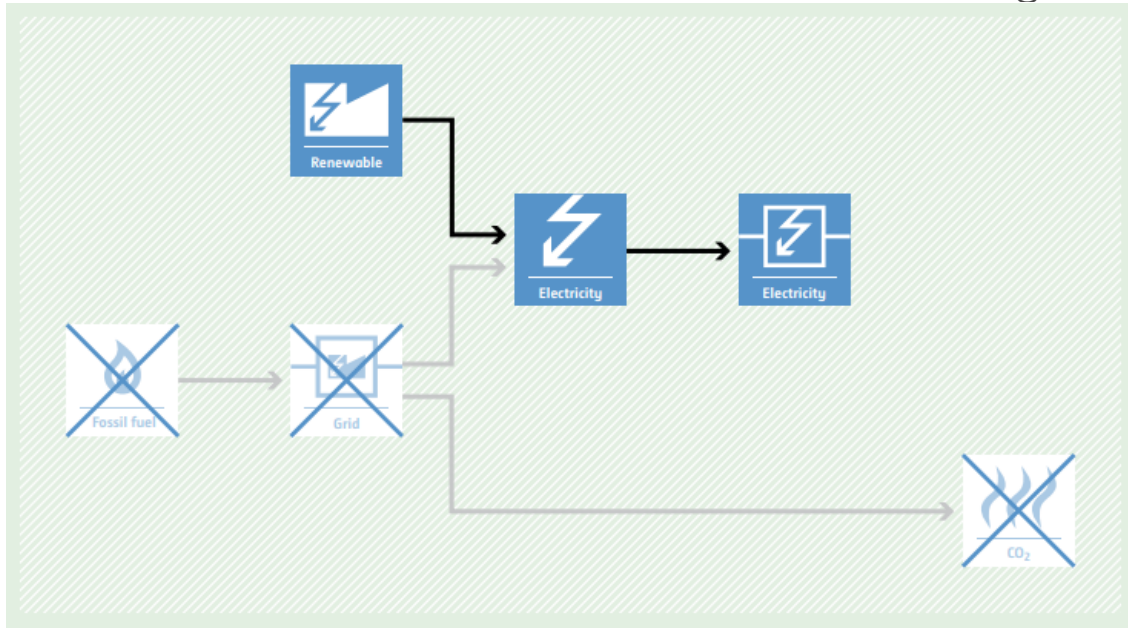 Renewable
Electricity
Electricity
Fossil fuel
Grid
CO₂